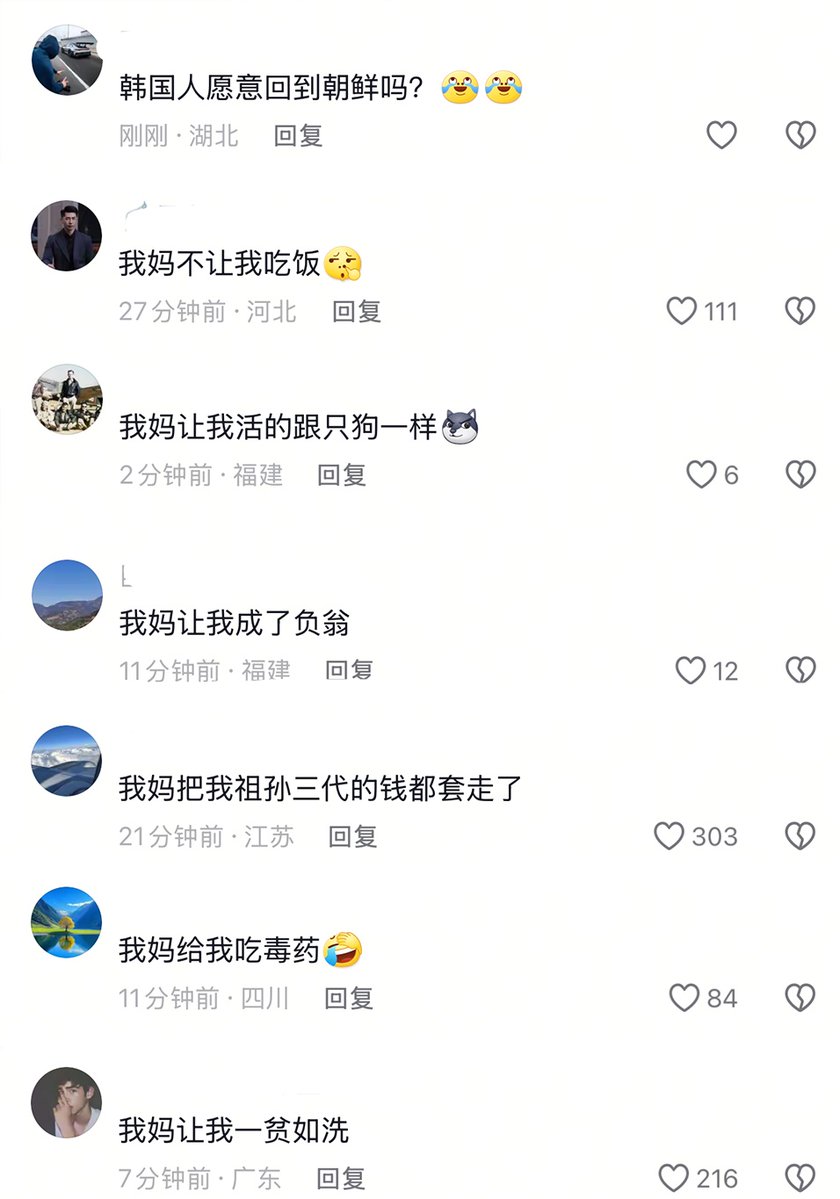 韩国人愿意回到朝鲜吗？
刚刚·湖北 回复
我妈不让我吃饭
27分钟前·河北 回复 111
我妈让我活的跟只狗一样
2分钟前·福建 回复 6
我妈让我成了负翁
11分钟前·福建 回复 12
我妈把我祖孙三代的钱都套走了
21分钟前·江苏 回复 303
我妈给我吃毒药
11分钟前·四川 回复 84
我妈让我一贫如洗
7分钟前·广东 回复 216